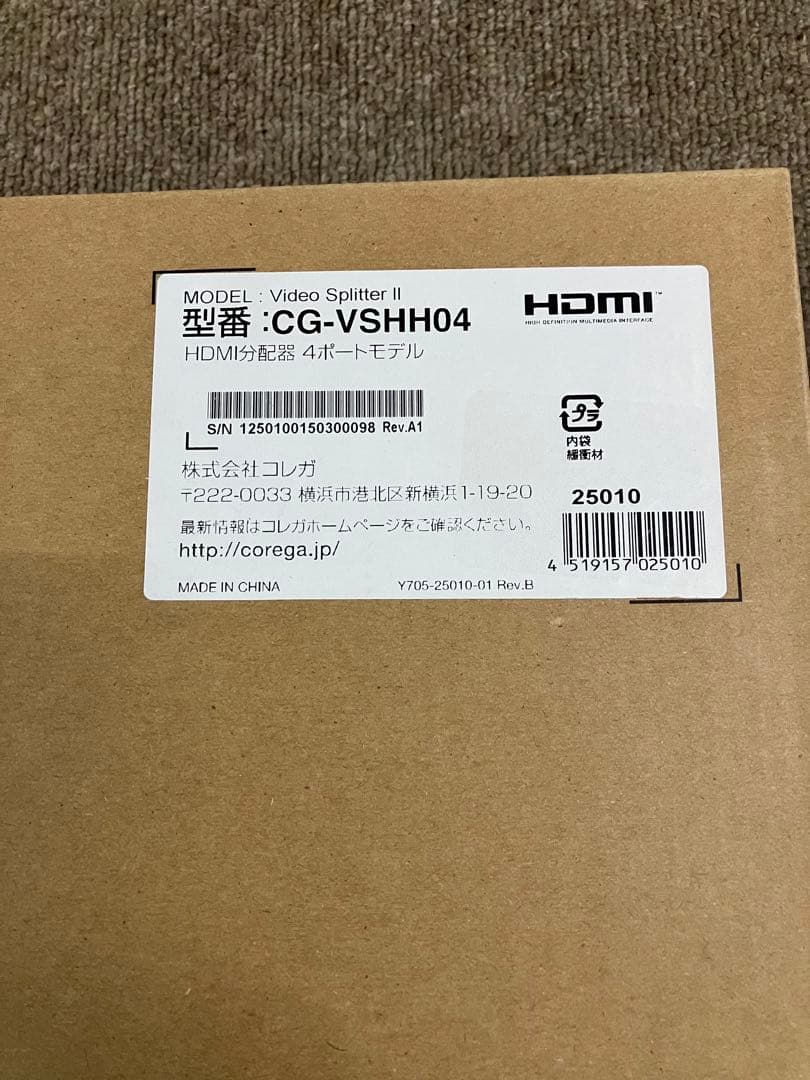 MODEL : Video Splitter II
型番 :CG-VSHH04
HDMI分配器 4ポートモデル
HDMI™
HIGH DEFINITION MULTIMEDIA INTERFACE
S/N 1250100150300098 Rev.A1
プラ
内袋
緩衝材
株式会社コレガ
〒222-0033 横浜市港北区新横浜1-19-20
最新情報はコレガホームページをご確認ください。
http://corega.jp/
25010
4 519157 025010
MADE IN CHINA
Y705-25010-01 Rev.B